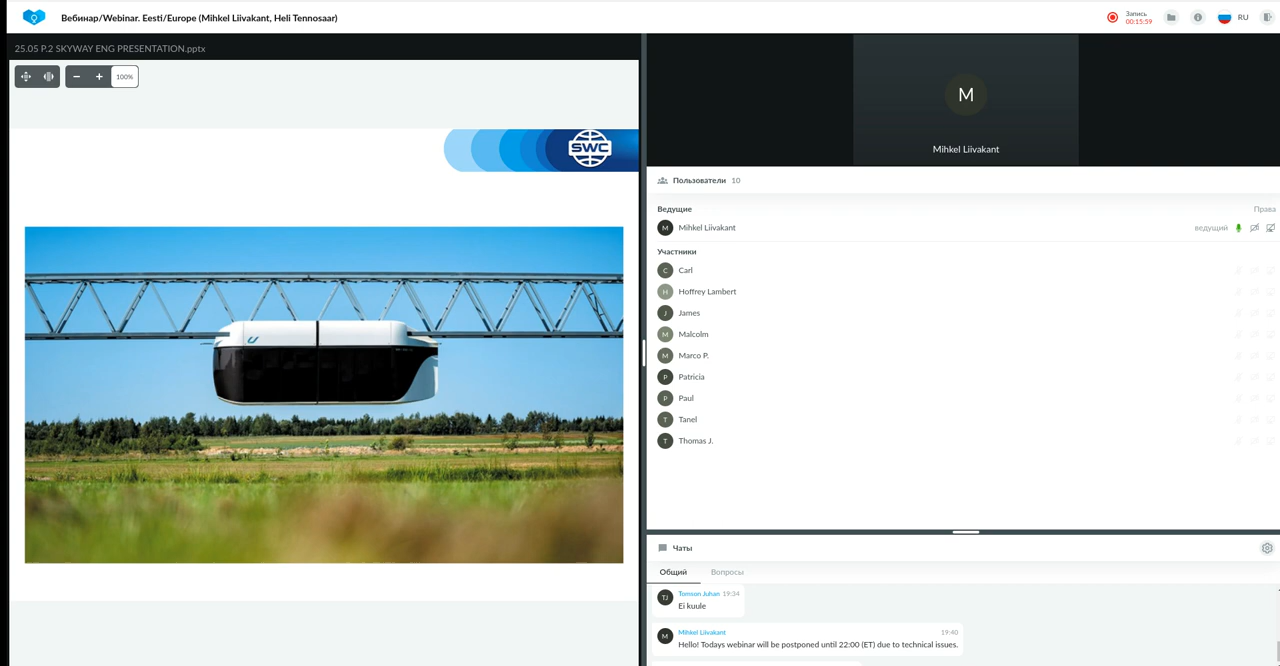 Вебинар/Webinar. Eesti/Europe (Mihkel Liivakant, Heli Tennosaar)
Запись
00:15:59
RU
25.05 P.2 SKYWAY ENG PRESENTATION.pptx
100%
SWC
M
Mihkel Liivakant
Пользователи 10
Ведущие Права
M Mihkel Liivakant ведущий
Участники
C Carl
H Hoffrey Lambert
J James
M Malcolm
M Marco P.
P Patricia
P Paul
T Tanel
T Thomas J.
Чаты
Общий Вопросы
TJ Tomson Juhan 19:34
Ei kuule
M Mihkel Liivakant 19:40
Hello! Todays webinar will be postponed until 22:00 (ET) due to technical issues.